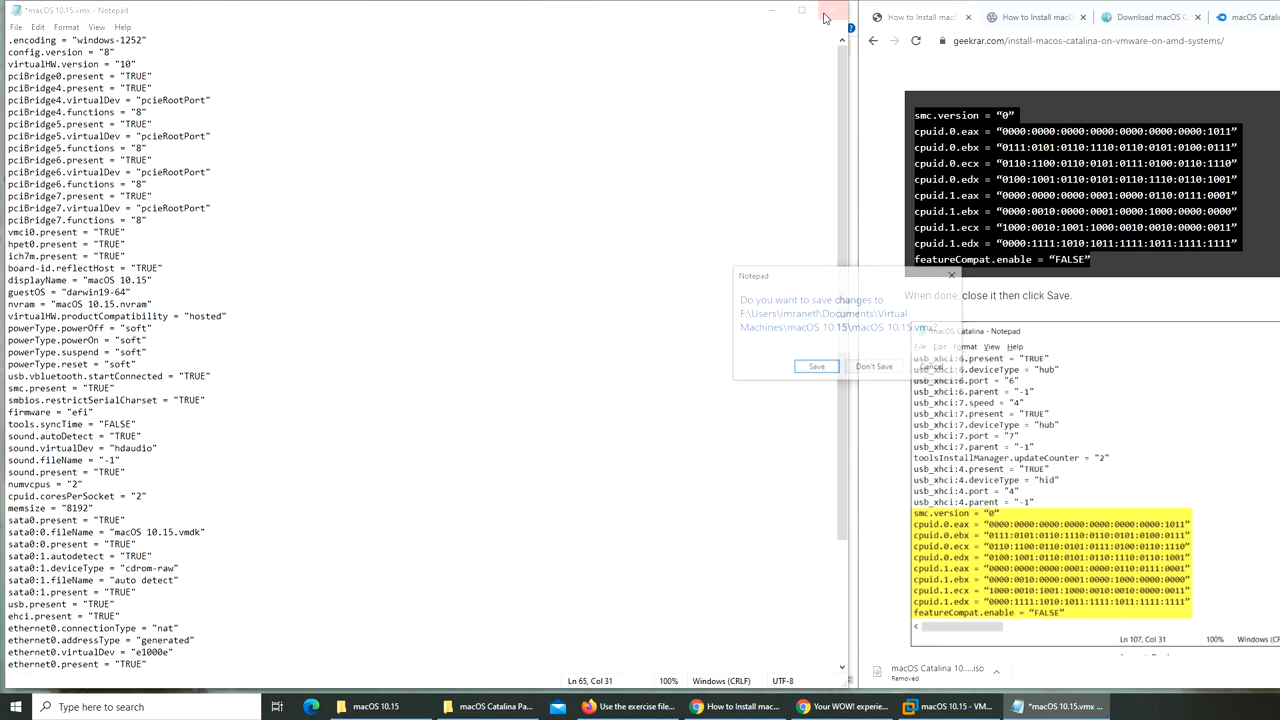 *macOS 10.15.vmx - Notepad
File Edit Format View Help
.encoding = "windows-1252"
config.version = "8"
virtualHW.version = "10"
pciBridge0.present = "TRUE"
pciBridge4.present = "TRUE"
pciBridge4.virtualDev = "pcieRootPort"
pciBridge4.functions = "8"
pciBridge5.present = "TRUE"
pciBridge5.virtualDev = "pcieRootPort"
pciBridge5.functions = "8"
pciBridge6.present = "TRUE"
pciBridge6.virtualDev = "pcieRootPort"
pciBridge6.functions = "8"
pciBridge7.present = "TRUE"
pciBridge7.virtualDev = "pcieRootPort"
pciBridge7.functions = "8"
vmci0.present = "TRUE"
hpet0.present = "TRUE"
ich7m.present = "TRUE"
board-id.reflectHost = "TRUE"
displayName = "macOS 10.15"
guestOS = "darwin19-64"
nvram = "macOS 10.15.nvram"
virtualHW.productCompatibility = "hosted"
powerType.powerOff = "soft"
powerType.powerOn = "soft"
powerType.suspend = "soft"
powerType.reset = "soft"
usb.vbluetooth.startConnected = "TRUE"
smc.present = "TRUE"
smbios.restrictSerialCharset = "TRUE"
firmware = "efi"
tools.syncTime = "FALSE"
sound.autoDetect = "TRUE"
sound.virtualDev = "hdaudio"
sound.fileName = "-1"
sound.present = "TRUE"
numvcpus = "2"
cpuid.coresPerSocket = "2"
memsize = "8192"
sata0.present = "TRUE"
sata0:0.fileName = "macOS 10.15.vmdk"
sata0:0.present = "TRUE"
sata0:1.autodetect = "TRUE"
sata0:1.deviceType = "cdrom-raw"
sata0:1.fileName = "auto detect"
sata0:1.present = "TRUE"
usb.present = "TRUE"
ehci.present = "TRUE"
ethernet0.connectionType = "nat"
ethernet0.addressType = "generated"
ethernet0.virtualDev = "e1000e"
ethernet0.present = "TRUE"
Ln 65, Col 31 100% Windows (CRLF) UTF-8
Notepad
Do you want to save changes to
F:\Users\imranetl\Documents\Virtual
Machines\macOS 10.15\macOS 10.15.vmx?
Save Don't Save Cancel
How to Install mac How to Install mac Download macOS C macOS Catali
geekrar.com/install-macos-catalina-on-vmware-on-amd-systems/
smc.version = “0”
cpuid.0.eax = “0000:0000:0000:0000:0000:0000:0000:1011”
cpuid.0.ebx = “0111:0101:0110:1110:0110:0101:0100:0111”
cpuid.0.ecx = “0110:1100:0110:0101:0111:0100:0110:1110”
cpuid.0.edx = “0100:1001:0110:0101:0110:1110:0110:1001”
cpuid.1.eax = “0000:0000:0000:0001:0000:0110:0111:0001”
cpuid.1.ebx = “0000:0010:0000:0001:0000:1000:0000:0000”
cpuid.1.ecx = “1000:0010:1001:1000:0010:0010:0000:0011”
cpuid.1.edx = “0000:1111:1010:1011:1111:1011:1111:1111”
featureCompat.enable = “FALSE”
When done, close it then click Save.
macOS Catalina - Notepad
File Edit Format View Help
usb_xhci:6.present = "TRUE"
usb_xhci:6.deviceType = "hub"
usb_xhci:6.port = "6"
usb_xhci:6.parent = "-1"
usb_xhci:7.speed = "4"
usb_xhci:7.present = "TRUE"
usb_xhci:7.deviceType = "hub"
usb_xhci:7.port = "7"
usb_xhci:7.parent = "-1"
toolsInstallManager.updateCounter = "2"
usb_xhci:4.present = "TRUE"
usb_xhci:4.deviceType = "hid"
usb_xhci:4.port = "4"
usb_xhci:4.parent = "-1"
smc.version = “0”
cpuid.0.eax = “0000:0000:0000:0000:0000:0000:0000:1011”
cpuid.0.ebx = “0111:0101:0110:1110:0110:0101:0100:0111”
cpuid.0.ecx = “0110:1100:0110:0101:0111:0100:0110:1110”
cpuid.0.edx = “0100:1001:0110:0101:0110:1110:0110:1001”
cpuid.1.eax = “0000:0000:0000:0001:0000:0110:0111:0001”
cpuid.1.ebx = “0000:0010:0000:0001:0000:1000:0000:0000”
cpuid.1.ecx = “1000:0010:1001:1000:0010:0010:0000:0011”
cpuid.1.edx = “0000:1111:1010:1011:1111:1011:1111:1111”
featureCompat.enable = “FALSE”
Ln 107, Col 31 100% Windows (C
macOS Catalina 10.....iso
Removed
Type here to search macOS 10.15 macOS Catalina Pa... Use the exercise file... How to Install mac... Your WOW! experie... macOS 10.15 - VM... *macOS 10.15.vmx ...